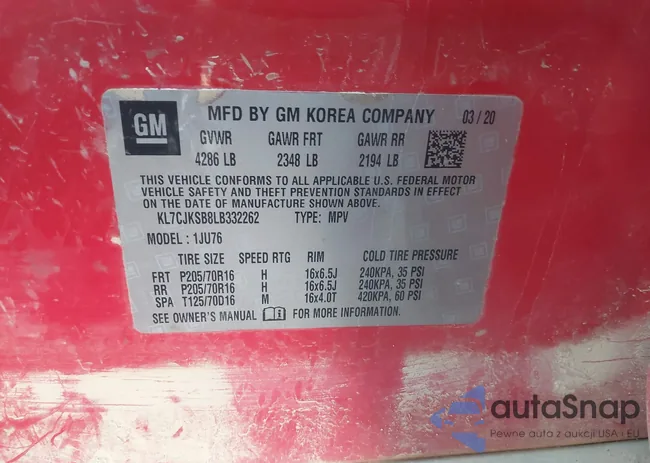 GM
MFD BY GM KOREA COMPANY 03/20
GVWR GAWR FRT GAWR RR
4286 LB 2348 LB 2194 LB
THIS VEHICLE CONFORMS TO ALL APPLICABLE U.S. FEDERAL MOTOR
VEHICLE SAFETY AND THEFT PREVENTION STANDARDS IN EFFECT
ON THE DATE OF MANUFACTURE SHOWN ABOVE.
KL7CJKSB8LB332262 TYPE: MPV
MODEL: 1JU76
TIRE SIZE SPEED RTG RIM COLD TIRE PRESSURE
FRT P205/70R16 H 16x6.5J 240KPA, 35 PSI
RR P205/70R16 H 16x6.5J 240KPA, 35 PSI
SPA T125/70D16 M 16x4.0T 420KPA, 60 PSI
SEE OWNER'S MANUAL FOR MORE INFORMATION.
autaSnap
Pewne auta z aukcji USA i EU